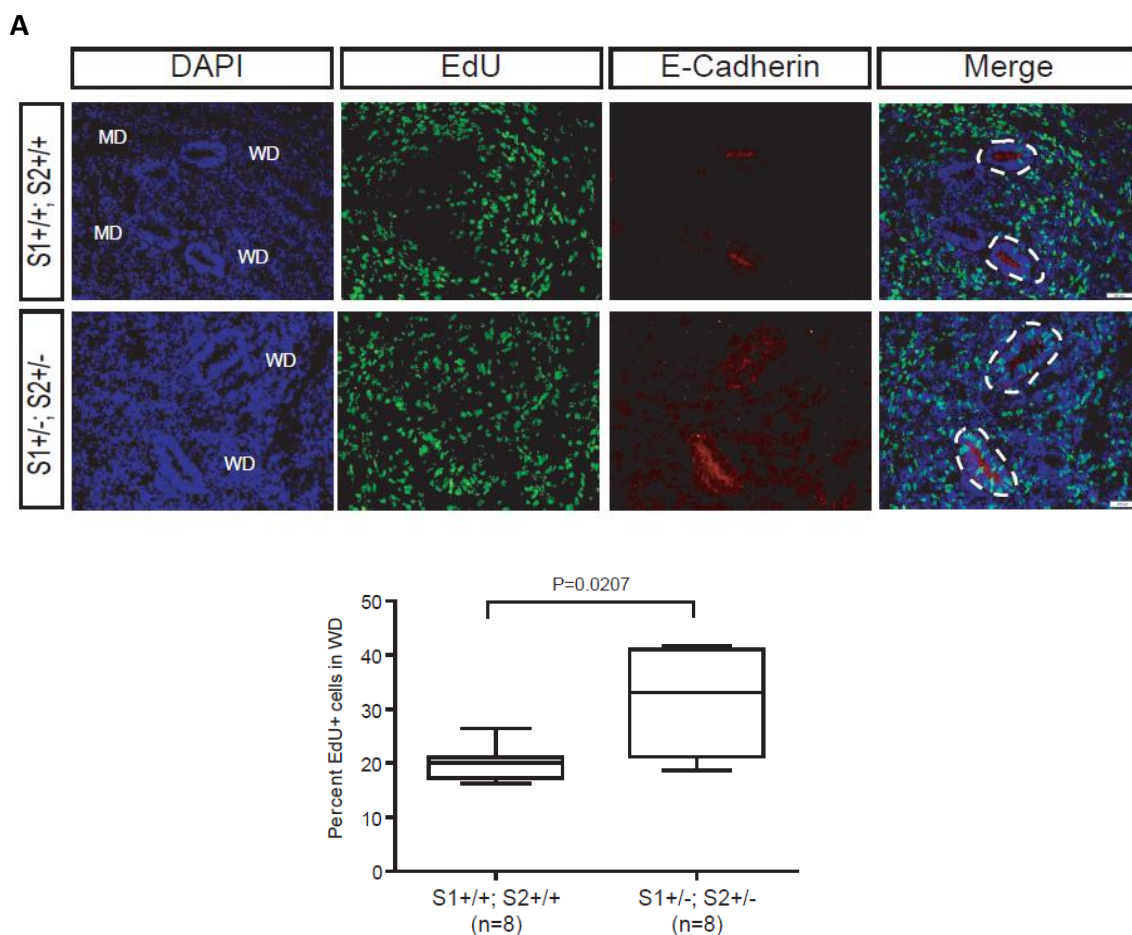 A
DAPI EdU E-Cadherin Merge
S1+/+; S2+/+
MD
WD
MD
WD
S1+/-; S2+/-
WD
WD
P=0.0207
Percent EdU+ cells in WD
50
40
30
20
10
0
S1+/+; S2+/+ S1+/-; S2+/-
(n=8) (n=8)